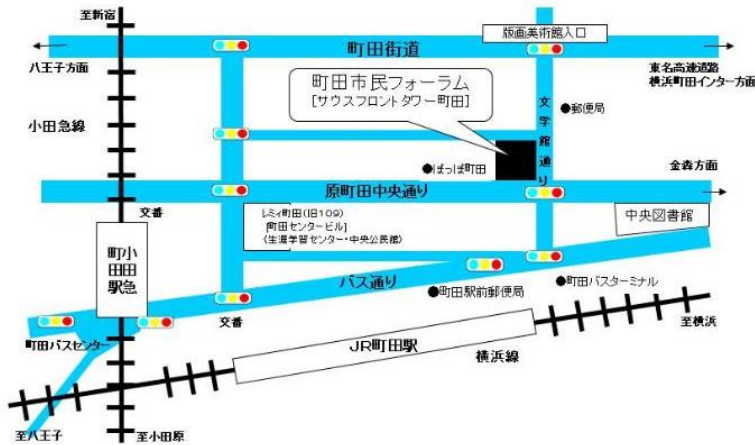 至新宿
版画美術館入口
町田街道
八王子方面
東名高速道路
横浜町田インター方面
町田市民フォーラム
[サウスフロントタワー町田]
小田急線
文学館通り
●郵便局
●ぽっぽ町田
金森方面
原町田中央通り
交番
レミィ町田(旧109)
[町田センタービル]
(生涯学習センター・中央公民館)
中央図書館
小田急
町田駅
バス通り
●町田駅前郵便局
●町田バスターミナル
交番
町田バスセンター
JR町田駅
横浜線
至横浜
至八王子
至小田原